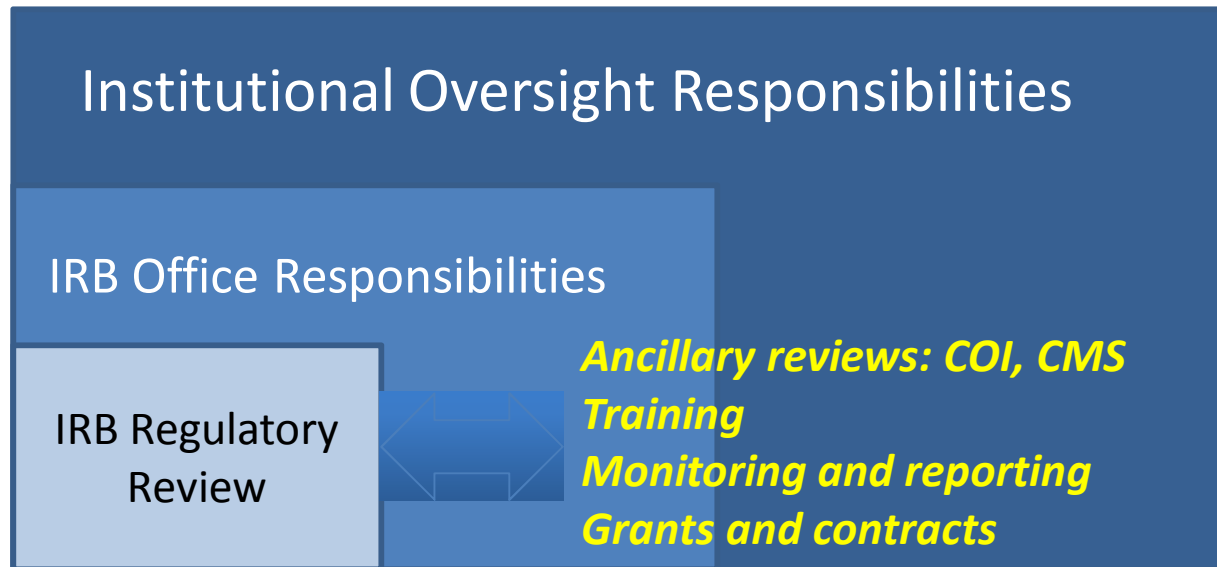 Institutional Oversight Responsibilities
IRB Office Responsibilities
IRB Regulatory
Review
Ancillary reviews: COI, CMS
Training
Monitoring and reporting
Grants and contracts